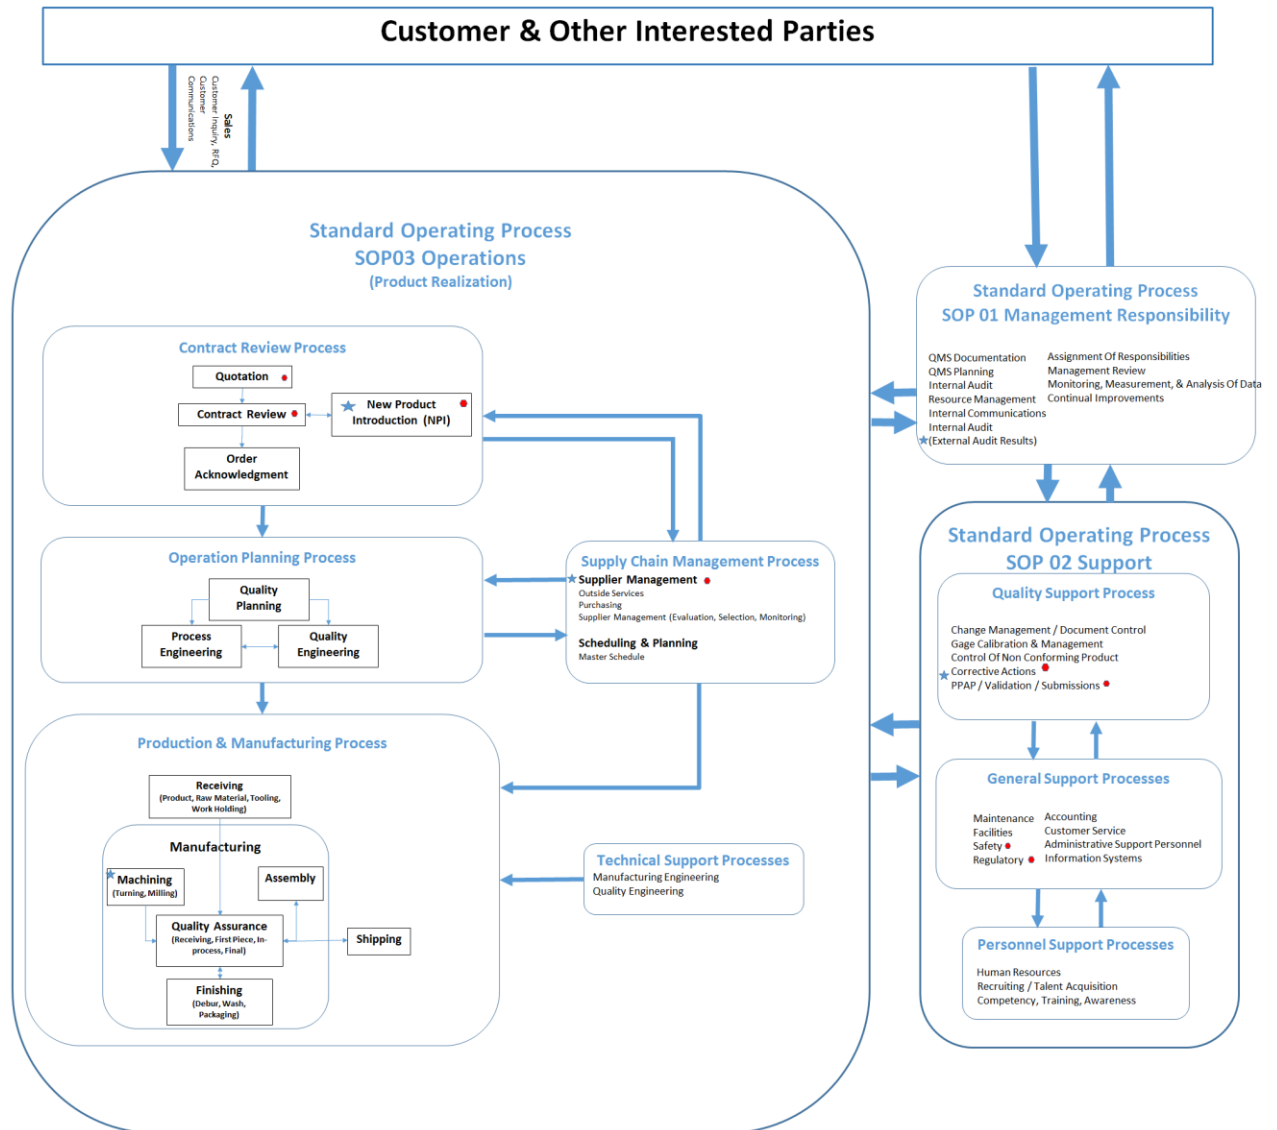 Customer & Other Interested Parties
Sales
Customer Inquiry, RFQ,
Customer
Communications
Standard Operating Process
SOP03 Operations
(Product Realization)
Contract Review Process
Quotation
Contract Review
New Product
Introduction (NPI)
Order
Acknowledgment
Operation Planning Process
Quality
Planning
Process
Engineering
Quality
Engineering
Supply Chain Management Process
Supplier Management
Outside Services
Purchasing
Supplier Management (Evaluation, Selection, Monitoring)
Scheduling & Planning
Master Schedule
Production & Manufacturing Process
Receiving
(Product, Raw Material, Tooling,
Work Holding)
Manufacturing
Machining
(Turning, Milling)
Assembly
Quality Assurance
(Receiving, First Piece, In-
process, Final)
Shipping
Finishing
(Debur, Wash,
Packaging)
Technical Support Processes
Manufacturing Engineering
Quality Engineering
Standard Operating Process
SOP 01 Management Responsibility
QMS Documentation
QMS Planning
Internal Audit
Resource Management
Internal Communications
Internal Audit
(External Audit Results)
Assignment Of Responsibilities
Management Review
Monitoring, Measurement, & Analysis Of Data
Continual Improvements
Standard Operating Process
SOP 02 Support
Quality Support Process
Change Management / Document Control
Gage Calibration & Management
Control Of Non Conforming Product
Corrective Actions
PPAP / Validation / Submissions
General Support Processes
Maintenance
Facilities
Safety
Regulatory
Accounting
Customer Service
Administrative Support Personnel
Information Systems
Personnel Support Processes
Human Resources
Recruiting / Talent Acquisition
Competency, Training, Awareness